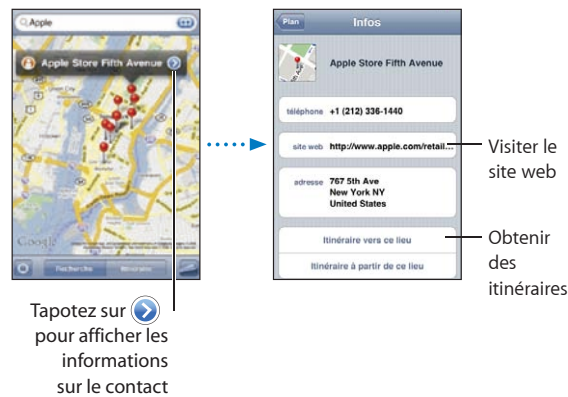 Apple
Apple Store Fifth Avenue
Union City
Google
Recherche Itinéraire
Tapotez sur
pour afficher les
informations
sur le contact
Plan Infos
Apple Store Fifth Avenue
téléphone +1 (212) 336-1440
site web http://www.apple.com/retail...
adresse 767 5th Ave
New York NY
United States
Itinéraire vers ce lieu
Itinéraire à partir de ce lieu
Visiter le
site web
Obtenir
des
itinéraires